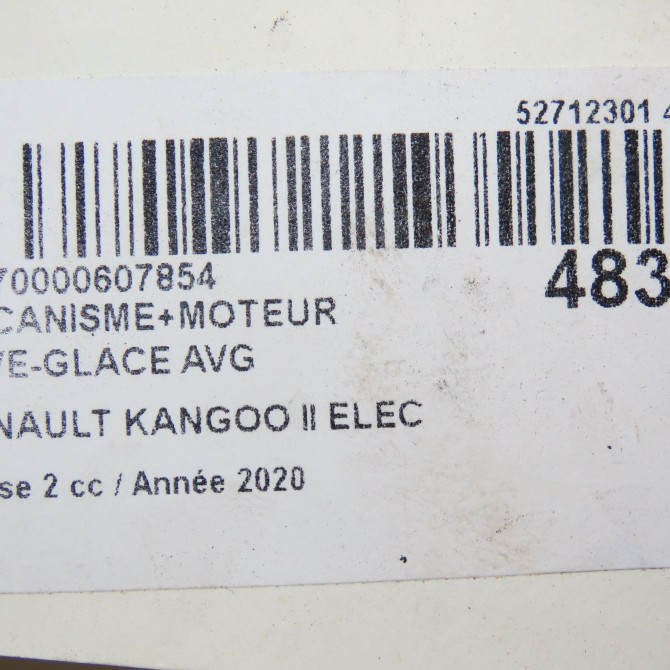 52712301 4
70000607854
483
CANISME+MOTEUR
VE-GLACE AVG
NAULT KANGOO II ELEC
se 2 cc / Année 2020